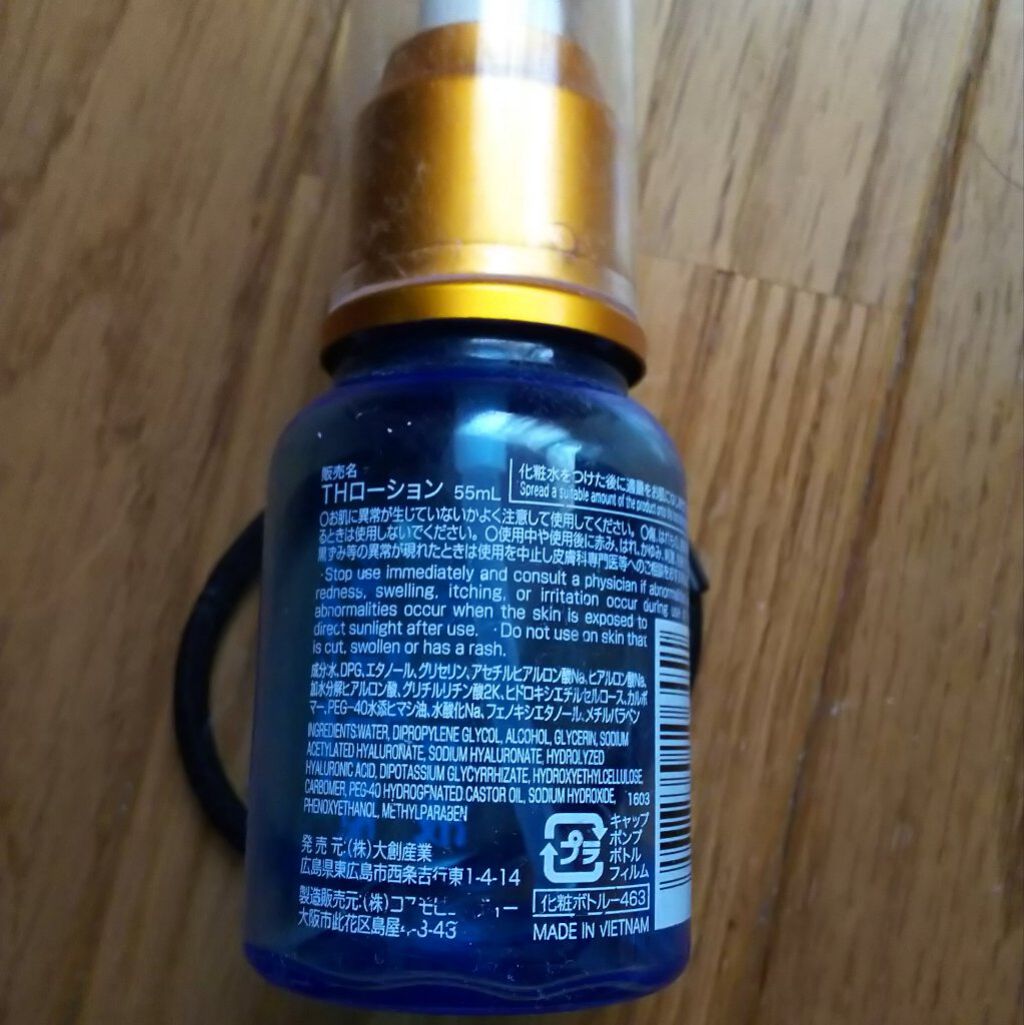 販売名
THローション 55mL
化粧水をつけた後に適量をお肌に
Spread a suitable amount of the product onto the
○お肌に異常が生じていないかよく注意して使用してください。
るときは使用しないでください。○使用中や使用後に赤み、はれ、かゆみ、
黒ずみ等の異常が現れたときは使用を中止し皮膚科専門医等へのご相談を
·Stop use immediately and consult a physician if
redness, swelling, itching, or irritation occur during use
abnormalities occur when the skin is exposed to
direct sunlight after use. ·Do not use on skin that
is cut, swollen or has a rash.
成分:水、DPG、エタノール、グリセリン、アセチルヒアルロン酸Na、ヒアルロン酸Na、
加水分解ヒアルロン酸、グリチルリチン酸2K、ヒドロキシエチルセルロース、カルボ
マー、PEG-40水添ヒマシ油、水酸化Na、フェノキシエタノール、メチルパラベン
INGREDIENTS:WATER, DIPROPYLENE GLYCOL, ALCOHOL, GLYCERIN, SODIUM
ACETYLATED HYALURONATE, SODIUM HYALURONATE, HYDROLYZED
HYALURONIC ACID, DIPOTASSIUM GLYCYRRHIZATE, HYDROXYETHYLCELLULOSE,
CARBOMER, PEG-40 HYDROGENATED CASTOR OIL, SODIUM HYDROXIDE, 1603
PHENOXYETHANOL, METHYLPARABEN
発売元:(株)大創産業
広島県東広島市西条吉行東1-4-14
製造販売元:(株)
大阪市此花区島屋4-3-43
プラ
キャップ
ポンプ
ボトル
フィルム
化粧ボトルー463
MADE IN VIETNAM